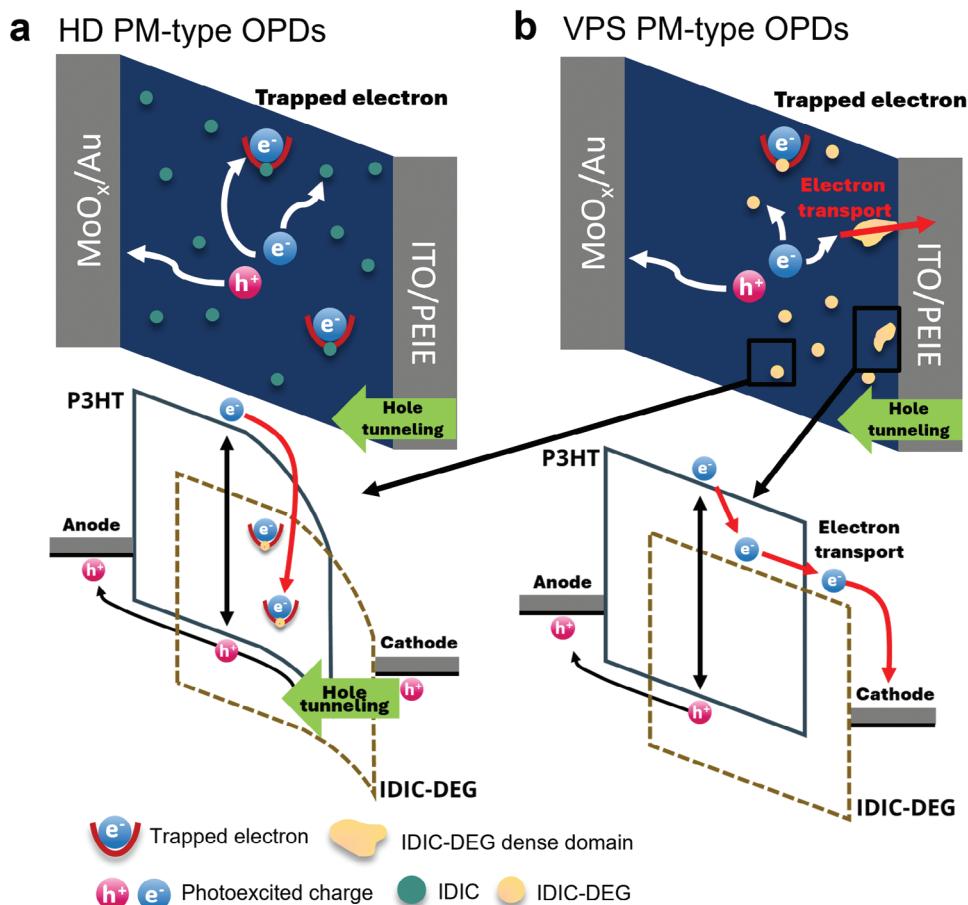 a HD PM-type OPDs
MoOx/Au
Trapped electron
e-
e-
h+
e-
ITO/PEIE
Hole
tunneling
P3HT
e-
Anode
h+
e-
e-
h+
Cathode
h+
Hole
tunneling
IDIC-DEG
b VPS PM-type OPDs
MoOx/Au
Trapped electron
e-
Electron
transport
e-
h+
ITO/PEIE
Hole
tunneling
P3HT
e-
Electron
transport
e-
e-
Anode
h+
h+
Cathode
IDIC-DEG
e- Trapped electron
IDIC-DEG dense domain
h+ e- Photoexcited charge
IDIC
IDIC-DEG